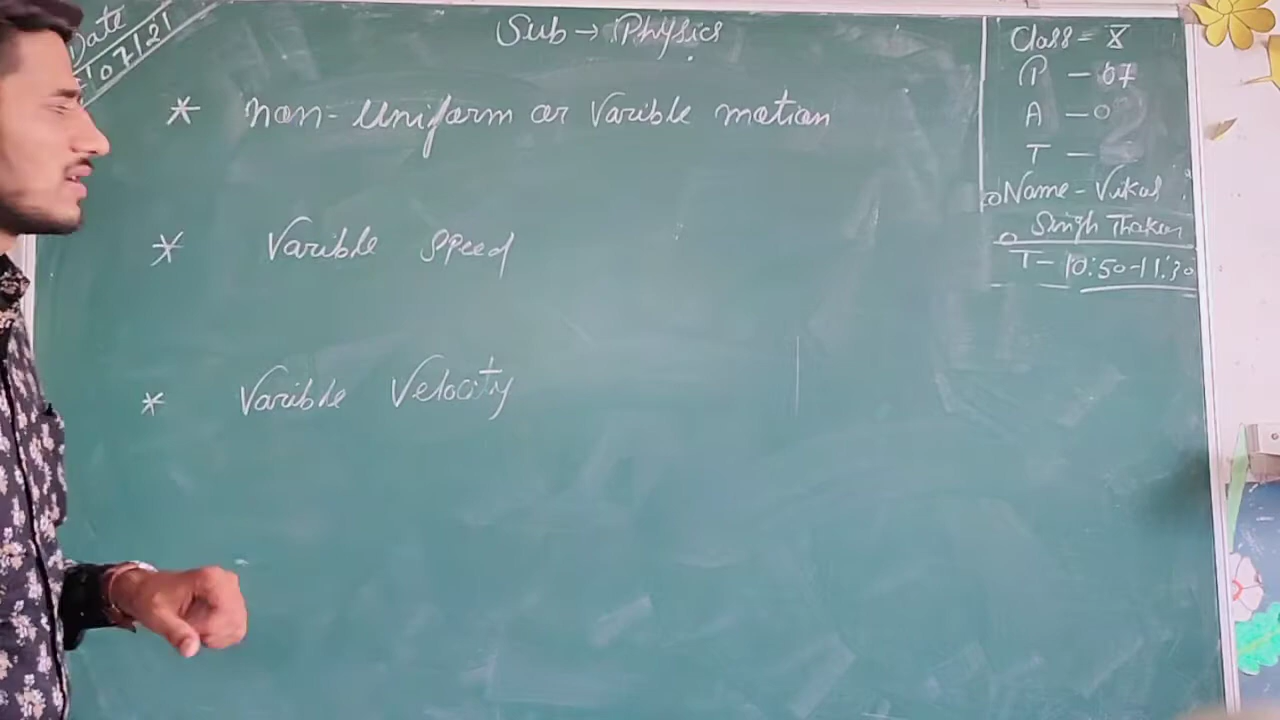 Date
07/21
Sub → Physics
* non-uniform or Varible motion
* Varible speed
* Varible Velocity
Class = X
P — 07
A — 0
T —
Name - Vikas
Singh Thakur
T - 10:50-11:30